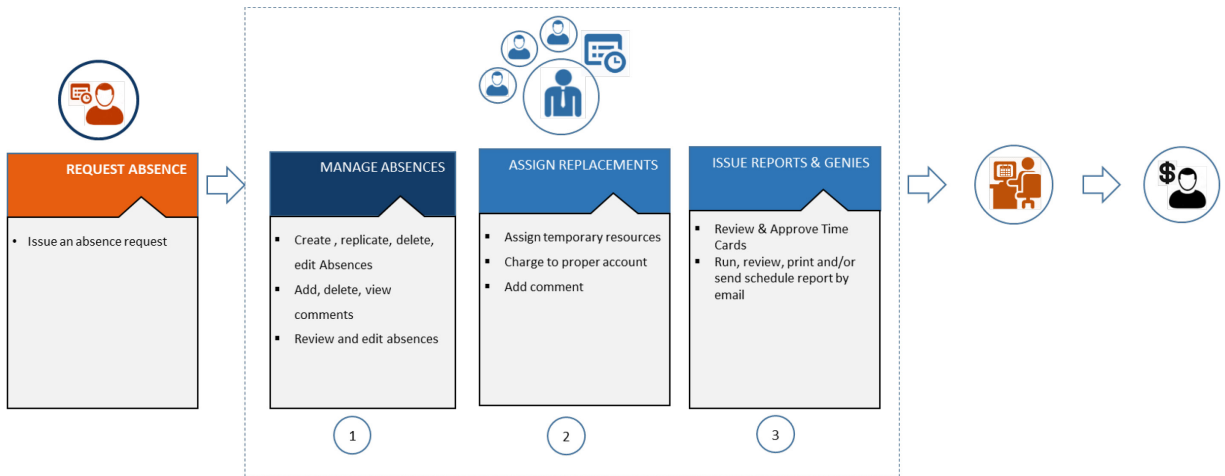 REQUEST ABSENCE
• Issue an absence request
MANAGE ABSENCES
▪ Create , replicate, delete,
edit Absences
▪ Add, delete, view
comments
▪ Review and edit absences
1
ASSIGN REPLACEMENTS
▪ Assign temporary resources
▪ Charge to proper account
▪ Add comment
2
ISSUE REPORTS & GENIES
▪ Review & Approve Time
Cards
▪ Run, review, print and/or
send schedule report by
email
3
$